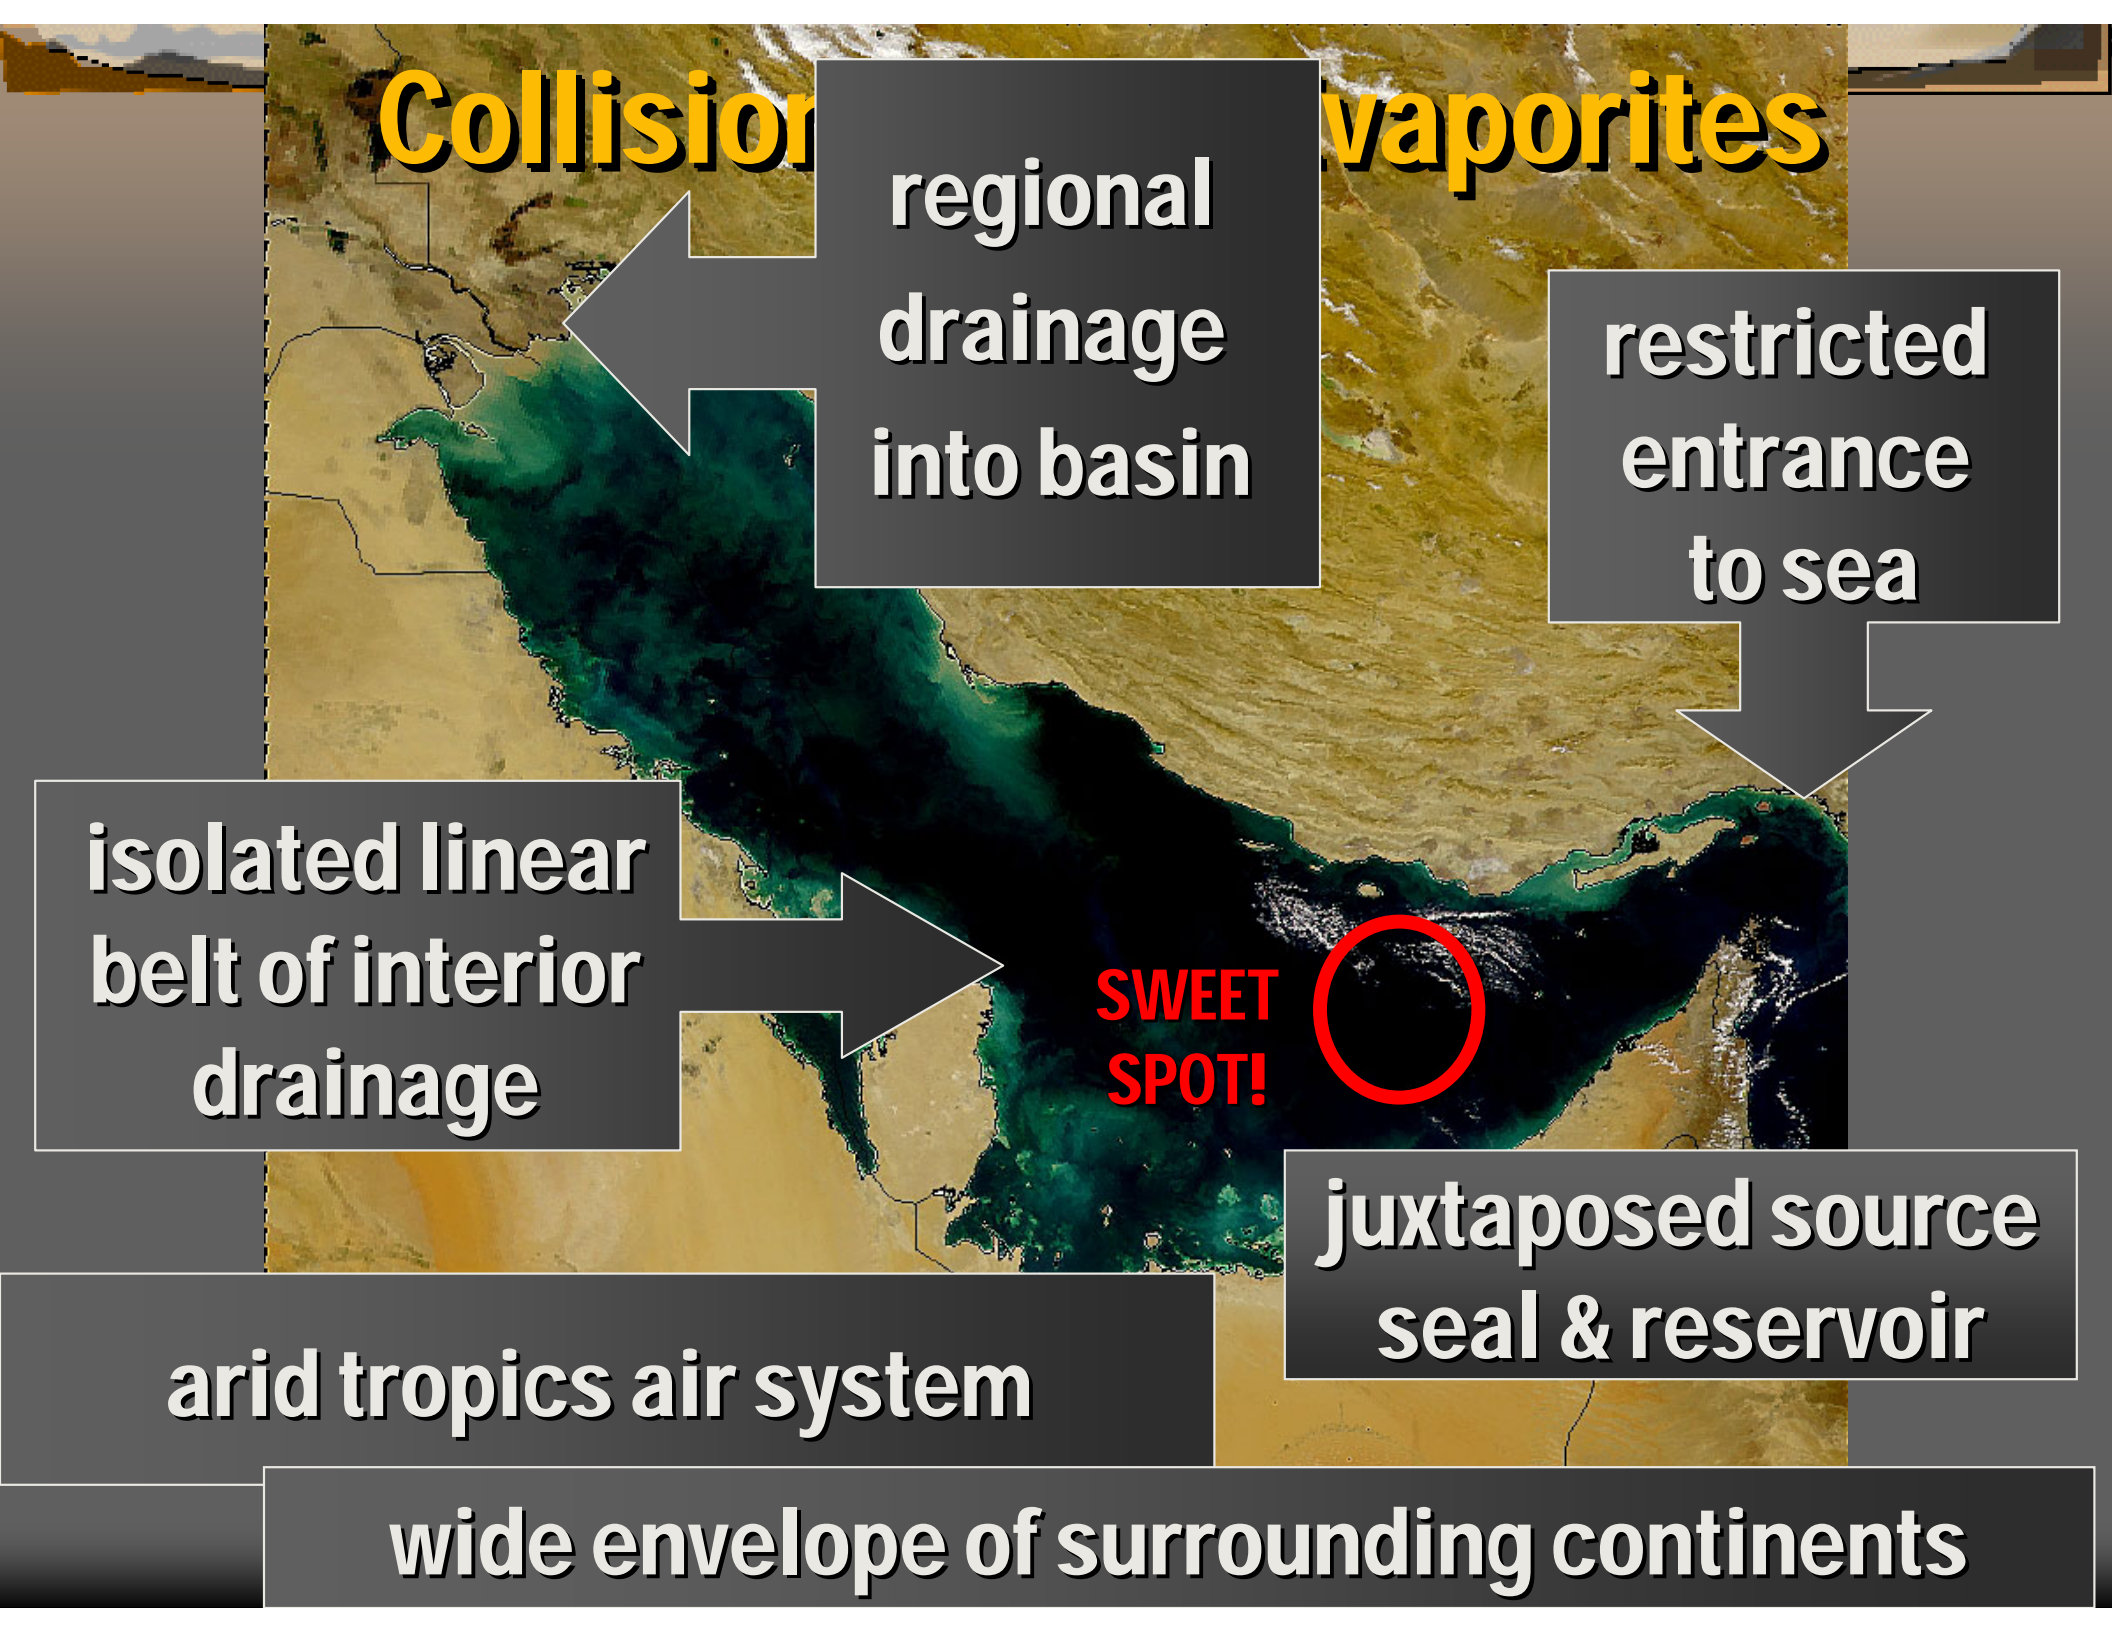 Collision vaporites
regional
drainage
into basin
restricted
entrance
to sea
isolated linear
belt of interior
drainage
SWEET
SPOT!
juxtaposed source
seal & reservoir
arid tropics air system
wide envelope of surrounding continents